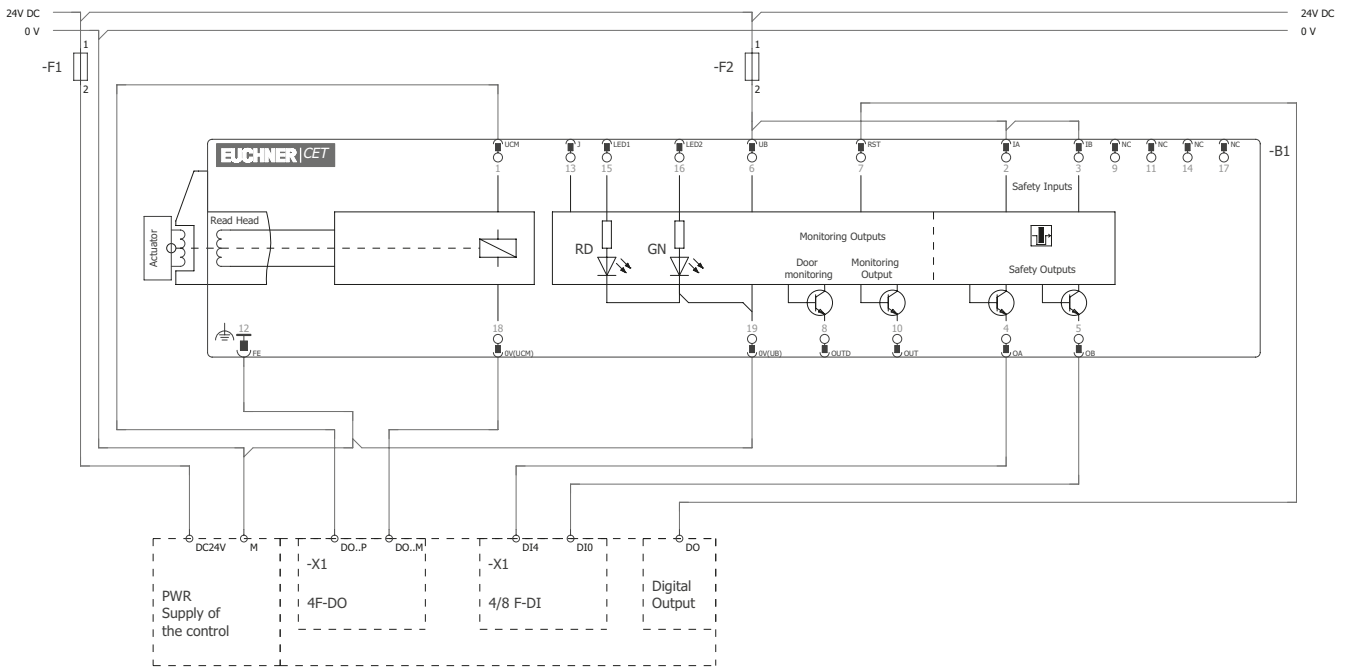 24V DC
24V DC
0 V
0 V
1
1
-F1
-F2
2
2
EUCHNER CET
UCM
J
LED1
LED2
UB
RST
IA
IB
NC
NC
NC
NC
-B1
1
13
15
16
6
7
2
3
9
11
14
17
Safety Inputs
Read Head
Actuator
RD
GN
Monitoring Outputs
Door
monitoring
Monitoring
Output
Safety Outputs
12
18
19
8
10
4
5
FE
0V(UCM)
0V(UB)
OUTD
OUT
OA
OB
DC24V
M
DO..P
DO..M
DI4
DI0
DO
-X1
-X1
PWR
Supply of
the control
4F-DO
4/8 F-DI
Digital
Output